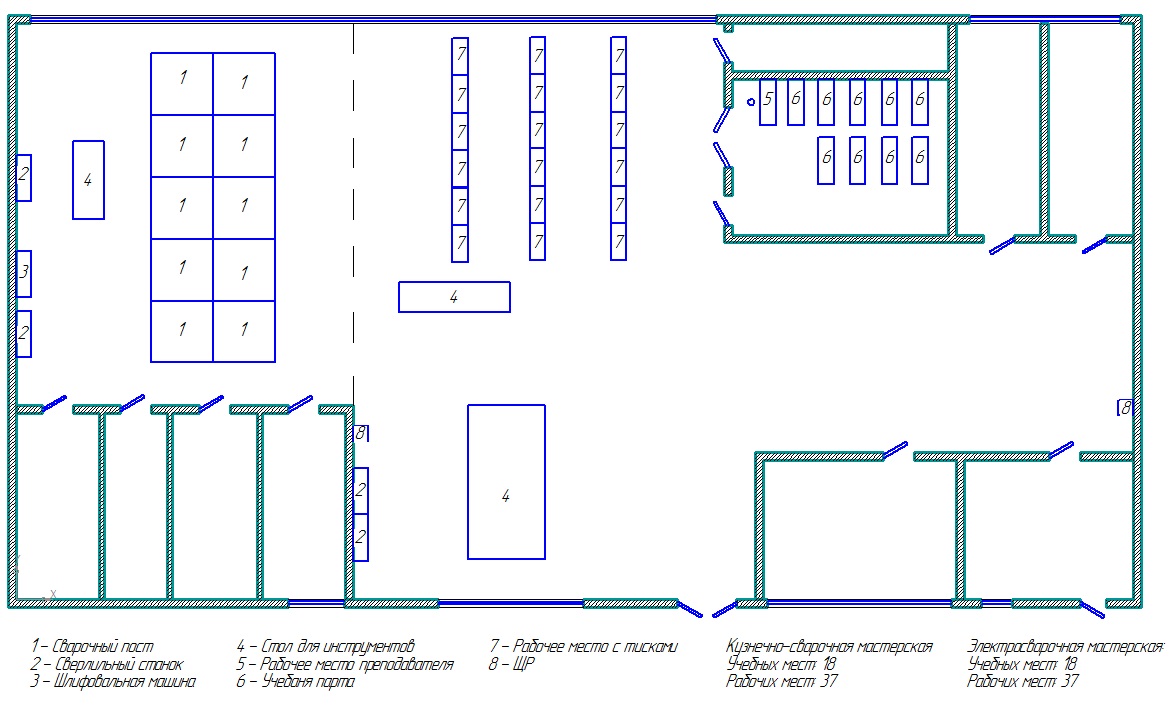 7 7 7
1 1
7 7 7 5 6 6 6 6 6
7 7 7
1 1
7 7 7 6 6 6 6
2 4
1 1 7 7 7
7 7 7
3 1 1
4
2 1 1
8
8
2 4
2
X
1 – Сварочный пост
2 – Сверлильный станок
3 – Шлифовальная машина
4 – Стол для инструментов
5 – Рабочее место преподавателя
6 – Учебаня парта
7 – Рабочее место с тисками
8 – ЩР
Кузнечно-сварочная мастерская
Учебных мест: 18
Рабочих мест: 37
Электросварочная мастерская:
Учебных мест: 18
Рабочих мест: 37